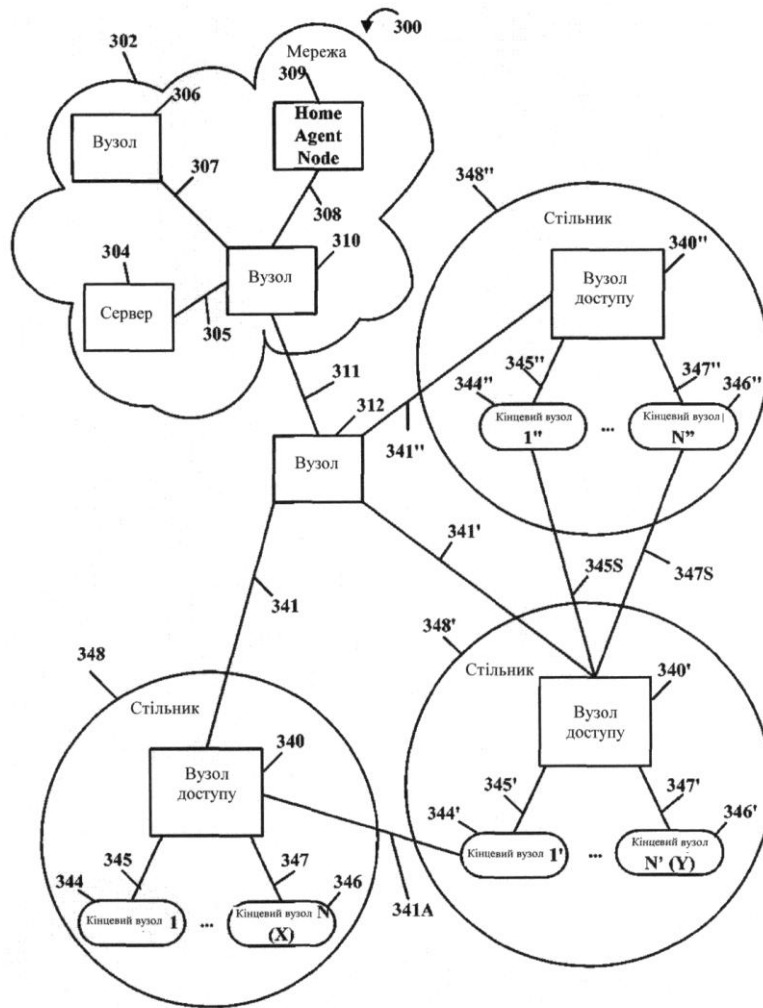 300
302
Мережа
309
306
Home
Agent
Node
Вузол
307
308
348''
Стільник
310
304
340''
Вузол
Вузол
доступу
Сервер
305
345''
347''
311
344''
346''
312
Кінцевий вузол
1''
...
Кінцевий вузол
N''
Вузол
341''
341'
345S
347S
341
348'
348
Стільник
340'
Стільник
Вузол
доступу
340
Вузол
доступу
345'
347'
344'
346'
345
347
Кінцевий вузол 1'
...
Кінцевий вузол
N' (Y)
344
346
341A
Кінцевий вузол 1
...
Кінцевий вузол N
(X)